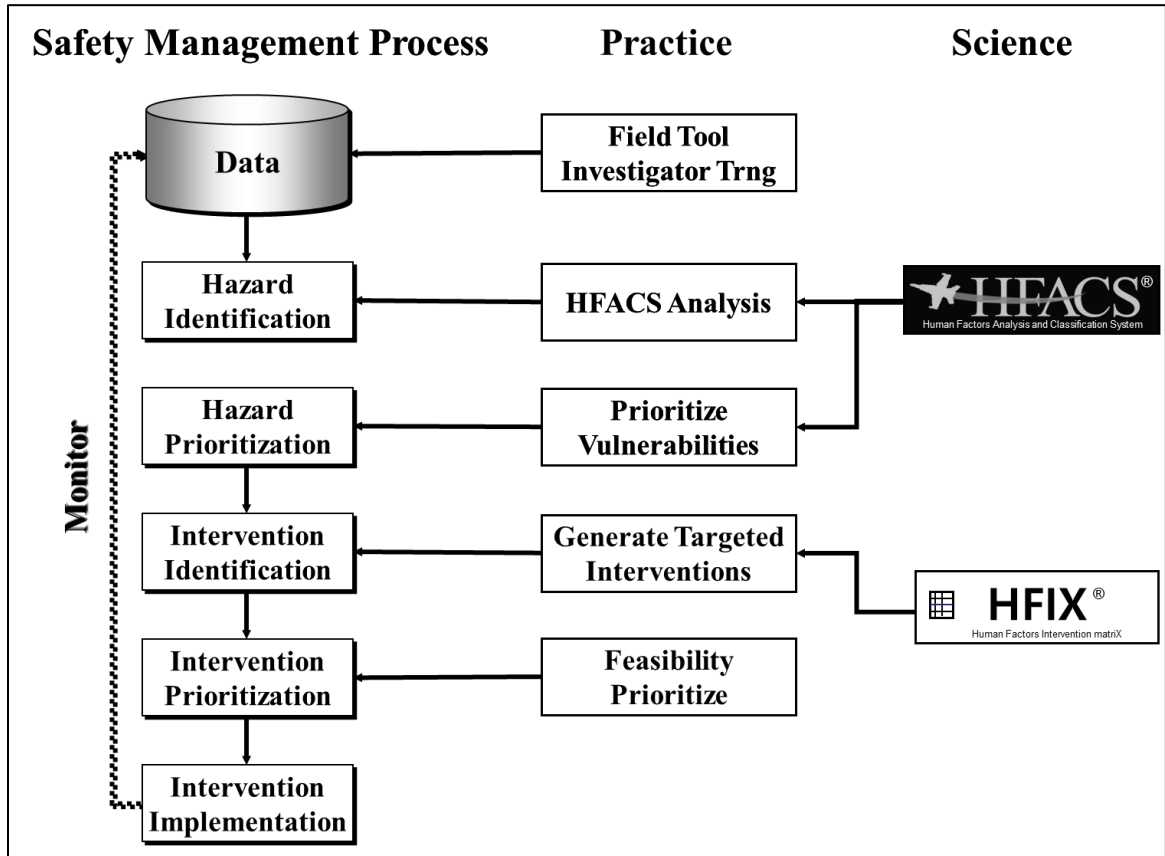 Safety Management Process
Practice
Science
Data
Field Tool
Investigator Trng
Hazard
Identification
HFACS Analysis
HFACS®
Human Factors Analysis and Classification System
Hazard
Prioritization
Prioritize
Vulnerabilities
Monitor
Intervention
Identification
Generate Targeted
Interventions
HFIX ®
Human Factors Intervention matriX
Intervention
Prioritization
Feasibility
Prioritize
Intervention
Implementation